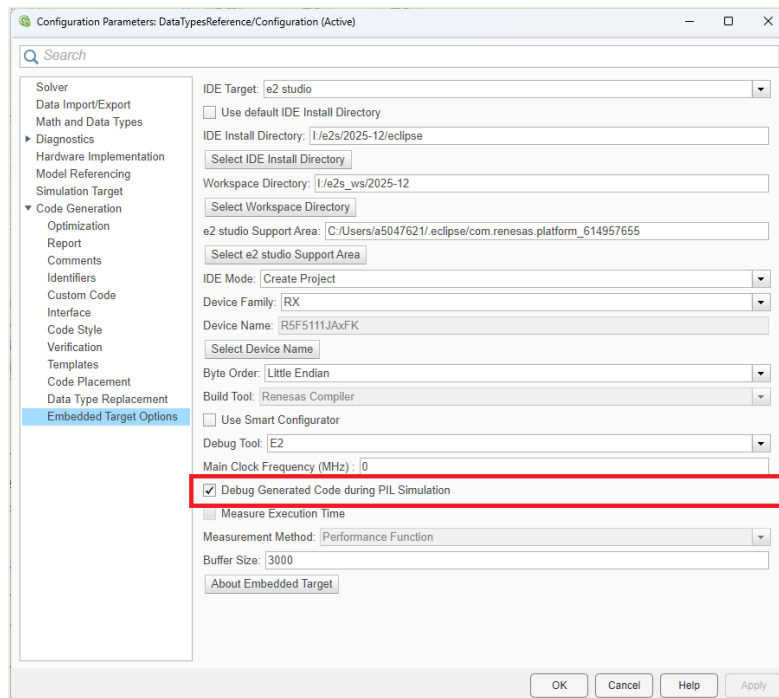 Configuration Parameters: DataTypesReference/Configuration (Active)
Search
Solver
Data Import/Export
Math and Data Types
Diagnostics
Hardware Implementation
Model Referencing
Simulation Target
Code Generation
Optimization
Report
Comments
Identifiers
Custom Code
Interface
Code Style
Verification
Templates
Code Placement
Data Type Replacement
Embedded Target Options
IDE Target: e2 studio
Use default IDE Install Directory
IDE Install Directory: I:/e2s/2025-12/eclipse
Select IDE Install Directory
Workspace Directory: I:/e2s_ws/2025-12
Select Workspace Directory
e2 studio Support Area: C:/Users/a5047621/.eclipse/com.renesas.platform_614957655
Select e2 studio Support Area
IDE Mode: Create Project
Device Family: RX
Device Name: R5F5111JAxFK
Select Device Name
Byte Order: Little Endian
Build Tool: Renesas Compiler
Use Smart Configurator
Debug Tool: E2
Main Clock Frequency (MHz) : 0
Debug Generated Code during PIL Simulation
Measure Execution Time
Measurement Method: Performance Function
Buffer Size: 3000
About Embedded Target
OK Cancel Help Apply